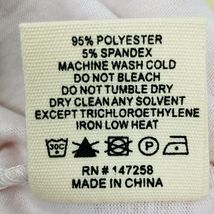 95% POLYESTER
5% SPANDEX
MACHINE WASH COLD
DO NOT BLEACH
DO NOT TUMBLE DRY
DRY CLEAN ANY SOLVENT
EXCEPT TRICHLOROETHYLENE
IRON LOW HEAT
30C P
RN# 147258
MADE IN CHINA